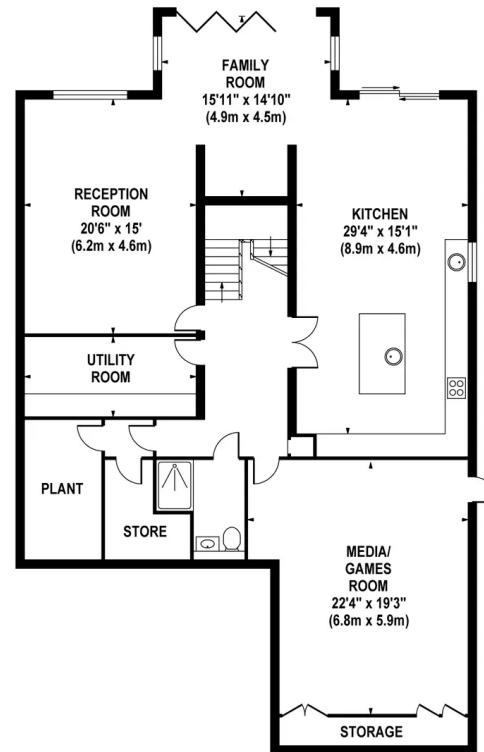 FAMILY
ROOM
15'11" x 14'10"
(4.9m x 4.5m)
RECEPTION
ROOM
20'6" x 15'
(6.2m x 4.6m)
KITCHEN
29'4" x 15'1"
(8.9m x 4.6m)
UTILITY
ROOM
PLANT
STORE
MEDIA/
GAMES
ROOM
22'4" x 19'3"
(6.8m x 5.9m)
STORAGE